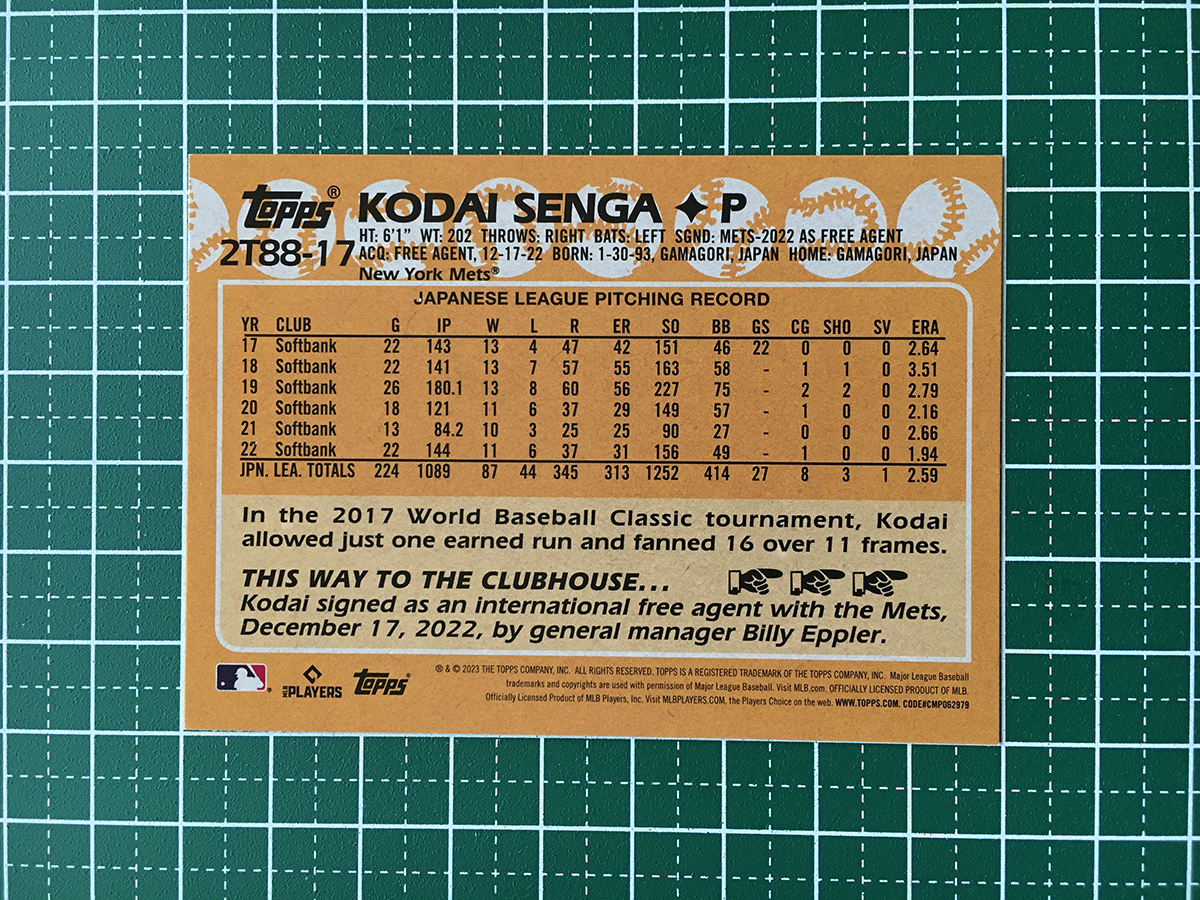 Topps®
2T88-17
KODAI SENGA ✦ P
HT: 6'1" WT: 202 THROWS: RIGHT BATS: LEFT SGND: METS-2022 AS FREE AGENT
ACQ: FREE AGENT, 12-17-22 BORN: 1-30-93, GAMAGORI, JAPAN HOME: GAMAGORI, JAPAN
New York Mets®
JAPANESE LEAGUE PITCHING RECORD
YR CLUB G IP W L R ER SO BB GS CG SHO SV ERA
17 Softbank 22 143 13 4 47 42 151 46 22 0 0 0 2.64
18 Softbank 22 141 13 7 57 55 163 58 - 1 1 0 3.51
19 Softbank 26 180.1 13 8 60 56 227 75 - 2 2 0 2.79
20 Softbank 18 121 11 6 37 29 149 57 - 1 0 0 2.16
21 Softbank 13 84.2 10 3 25 25 90 27 - 0 0 0 2.66
22 Softbank 22 144 11 6 37 31 156 49 - 1 0 0 1.94
JPN. LEA. TOTALS 224 1089 87 44 345 313 1252 414 27 8 3 1 2.59
In the 2017 World Baseball Classic tournament, Kodai
allowed just one earned run and fanned 16 over 11 frames.
THIS WAY TO THE CLUBHOUSE...
Kodai signed as an international free agent with the Mets,
December 17, 2022, by general manager Billy Eppler.
MLB PLAYERS
Topps®
® & © 2023 THE TOPPS COMPANY, INC. ALL RIGHTS RESERVED. TOPPS IS A REGISTERED TRADEMARK OF THE TOPPS COMPANY, INC. Major League Baseball
trademarks and copyrights are used with permission of Major League Baseball. Visit MLB.com. OFFICIALLY LICENSED PRODUCT OF MLB.
Officially Licensed Product of MLB Players, Inc. Visit MLBPLAYERS.COM, the Players Choice on the web. WWW.TOPPS.COM. CODE#CMP062979